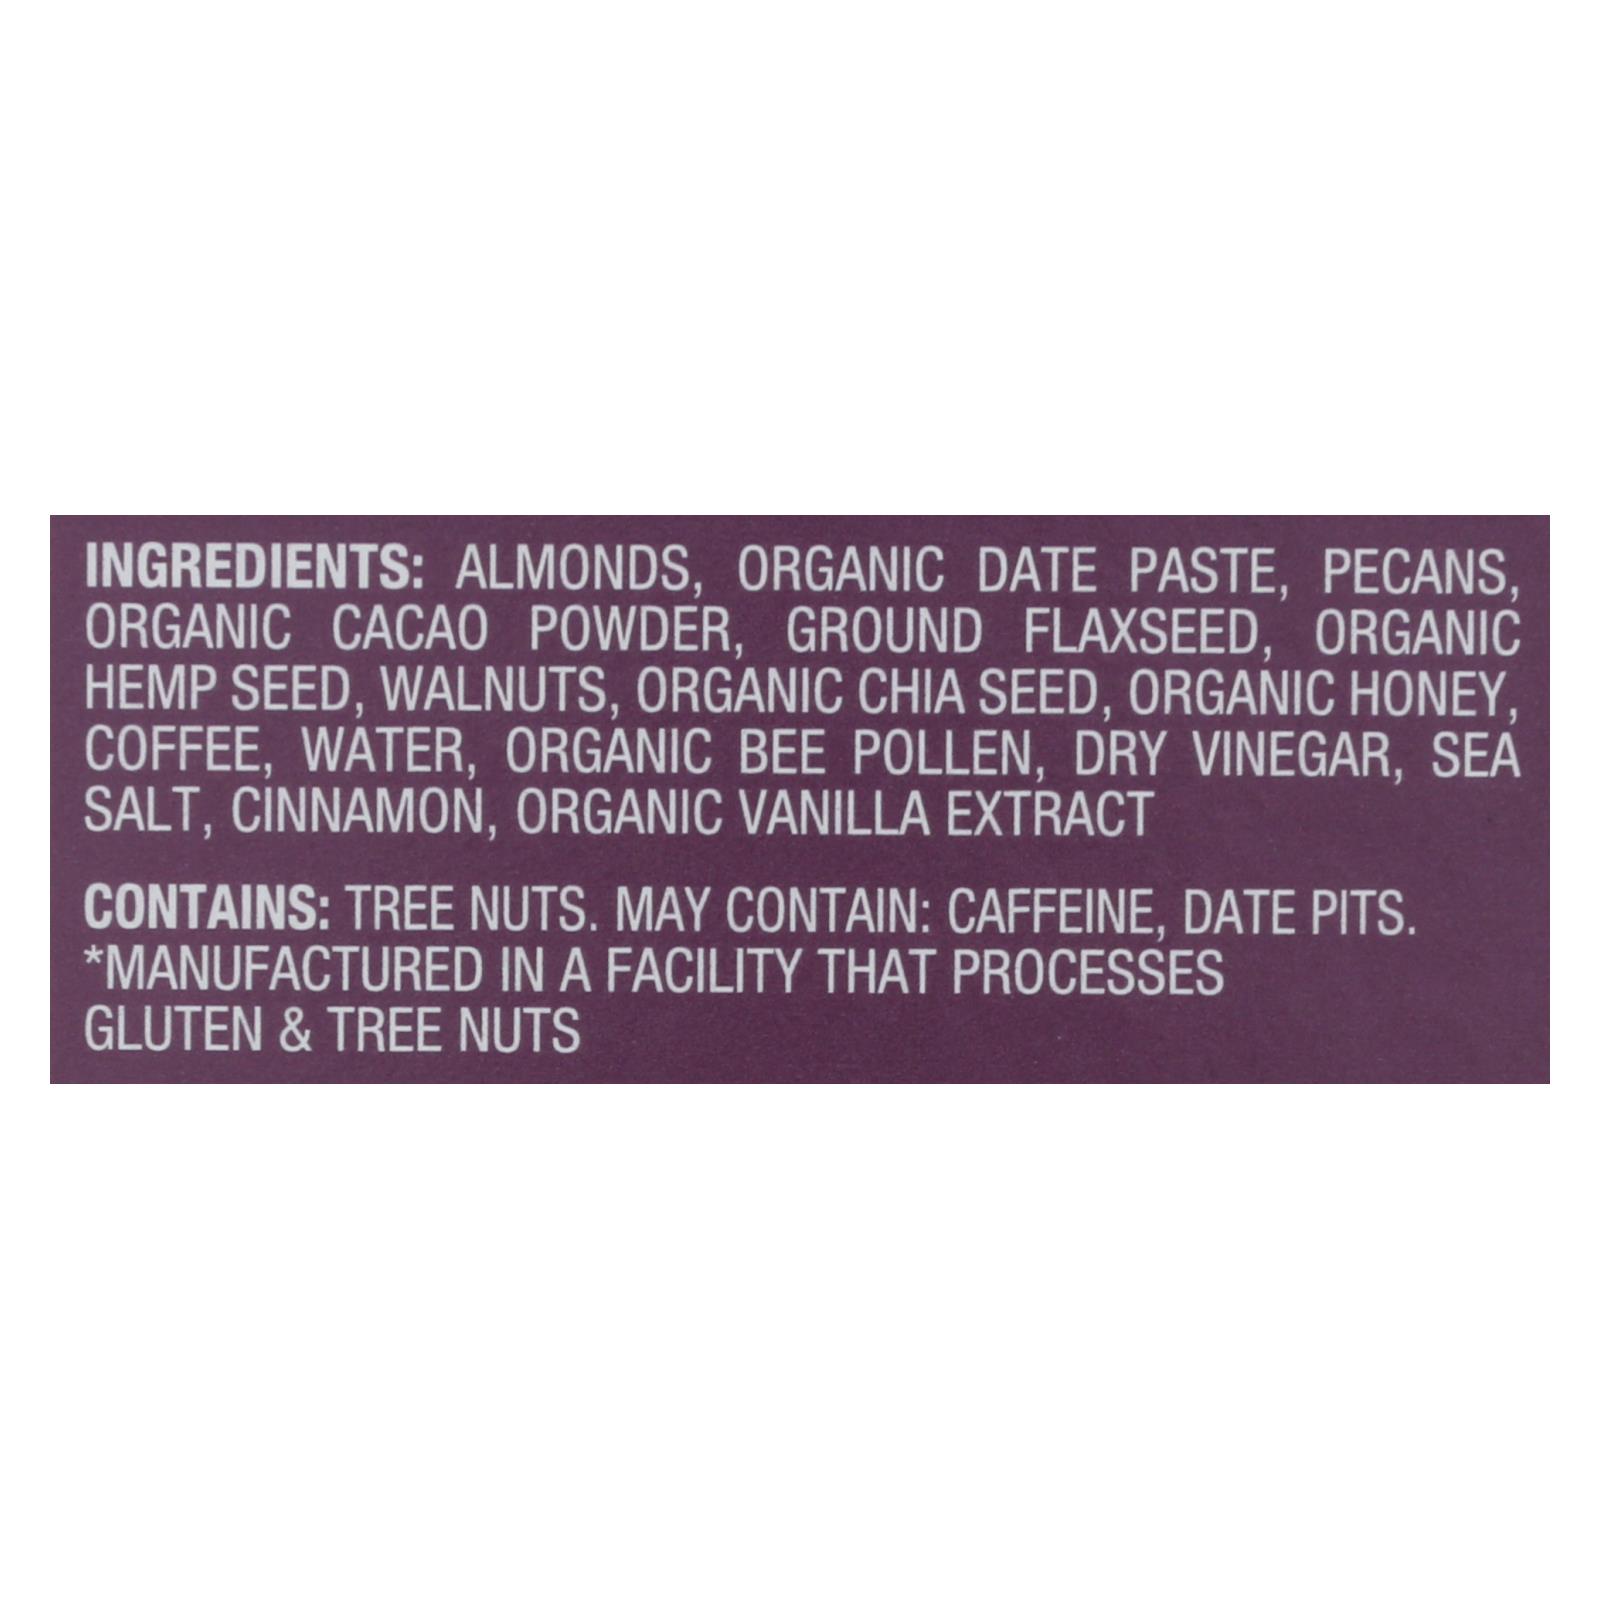 INGREDIENTS: ALMONDS, ORGANIC DATE PASTE, PECANS,
ORGANIC CACAO POWDER, GROUND FLAXSEED, ORGANIC
HEMP SEED, WALNUTS, ORGANIC CHIA SEED, ORGANIC HONEY,
COFFEE, WATER, ORGANIC BEE POLLEN, DRY VINEGAR, SEA
SALT, CINNAMON, ORGANIC VANILLA EXTRACT
CONTAINS: TREE NUTS. MAY CONTAIN: CAFFEINE, DATE PITS.
*MANUFACTURED IN A FACILITY THAT PROCESSES
GLUTEN & TREE NUTS